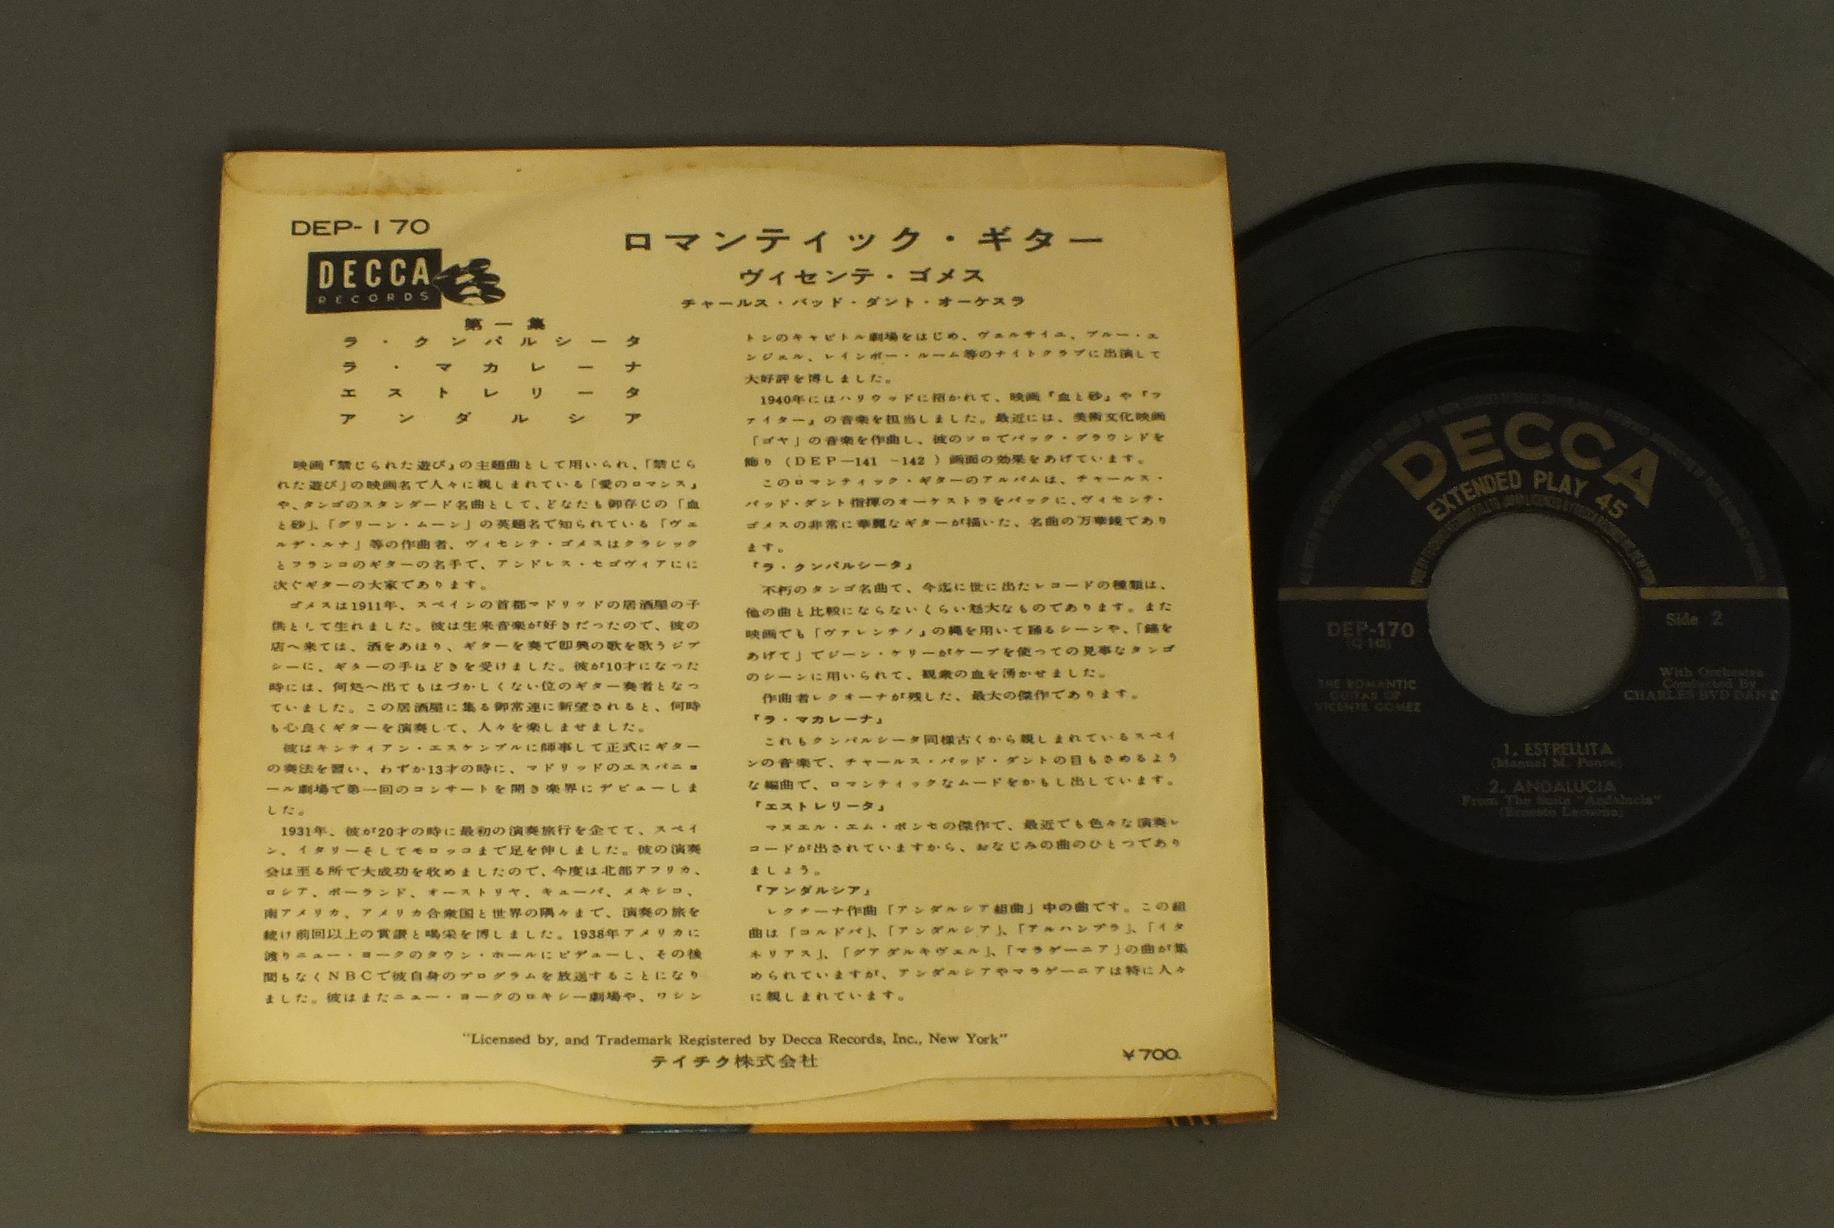 DEP-170
DECCA
RECORDS
ロマンティック・ギター
ヴィセンテ・ゴメス
チャールス・バッド・ダント・オーケスラ
第一集
ラ・クンパルシータ
ラ・マカレーナ
エストレリータ
アンダルシア
映画『禁じられた遊び』の主題曲として用いられ、「禁じら
れた遊び」の映画名で人々に親しまれている「愛のロマンス」
や、タンゴのスタンダード名曲として、どなたも御存じの「血
と砂」、「グリーン・ムーン」の英題名で知られている「ヴェ
ルデ・ルナ」等の作曲者、ヴィセンテ・ゴメスはクラシック
とフランコのギターの名手で、アンドレス・セゴヴィアにに
次ぐギターの大家であります。
ゴメスは1911年、スペインの首都マドリッドの居酒屋の子
供として生れました。彼は生来音楽が好きだったので、彼の
店へ来ては、酒をあほり、ギターを奏で即興の歌を歌うジプ
シーに、ギターの手ほどきを受けました。彼が10才になった
時には、何処へ出てもはづかしくない位のギター奏者となっ
ていました。この居酒屋に集る御常連に所望されると、何時
も心良くギターを演奏して、人々を楽しませました。
彼はキンティアン・エスケンブルに師事して正式にギター
の奏法を習い、わずか13才の時に、マドリッドのエスパニョ
ール劇場で第一回のコンサートを開き楽界にデビューしま
した。
1931年、彼が20才の時に最初の演奏旅行を企てて、スペイ
ン、イタリーそしてモロッコまで足を伸しました。彼の演奏
会は至る所で大成功を収めましたので、今度は北部アフリカ、
ロシア、ポーランド、オーストリヤ、キューバ、メキシコ、
南アメリカ、アメリカ合衆国と世界の隅々まで、演奏の旅を
続け前回以上の賞讃と喝采を博しました。1938年アメリカに
渡りニュー・ヨークのタウン・ホールにビデューし、その後
間もなくNBCで彼自身のプログラムを放送することになり
ました。彼はまたニュー・ヨークのロキシー劇場や、ワシン
トンのキャピトル劇場をはじめ、ヴェルサイユ、ブルー・エ
ンジェル、レインボー・ルーム等のナイトクラブに出演して
大好評を博しました。
1940年にはハリウッドに招かれて、映画『血と砂』や『フ
ァイター』の音楽を担当しました。最近には、美術文化映画
「ゴヤ」の音楽を作曲し、彼のソロでバック・グラウンドを
飾り（DEP—141 -142 ）画面の効果をあげています。
このロマンティック・ギターのアルバムは、チャールス・
バッド・ダント指揮のオーケストラをバックに、ヴィセンテ・
ゴメスの非常に華麗なギターが描いた、名曲の万華鏡であり
ます。
『ラ・クンパルシータ』
不朽のタンゴ名曲で、今迄に世に出たレコードの種類は、
他の曲と比較にならないくらい尨大なものであります。また
映画でも「ヴァレンチノ」の縄を用いて踊るシーンや、「錨を
あげて」でジーン・ケリーがケープを使っての見事なタンゴ
のシーンに用いられて、観衆の血を湧かせました。
作曲者レクオーナが残した、最大の傑作であります。
『ラ・マカレーナ』
これもクンパルシータ同様古くから親しまれているスペイ
ンの音楽で、チャールス・バッド・ダントの目もさめるよう
な編曲で、ロマンティックなムードをかもし出しています。
『エストレリータ』
マヌエル・エム・ポンセの傑作で、最近でも色々な演奏レ
コードが出されていますから、おなじみの曲のひとつであり
ましょう。
『アンダルシア』
レクナーナ作曲「アンダルシア組曲」中の曲です。この組
曲は「コルドバ」、「アンダルシア」、「アルハンブラ」、「イタ
ネリアス」、「グアダルキヴェル」、「マラゲーニア」の曲が集
められていますが、アンダルシアやマラゲーニアは特に人々
に親しまれています。
"Licensed by, and Trademark Registered by Decca Records, Inc., New York"
テイチク株式会社
¥700.
DECCA
EXTENDED PLAY 45
DEP-170
Side 2
THE ROMANTIC
GUITAR OF
VICENTE GOMEZ
With Orchestra
Conducted By
CHARLES BVD DANT
1. ESTRELLITA
(Manuel M. Ponce)
2. ANDALUCIA
From The Suite "Andalucia"
(Ernesto Lecuona)